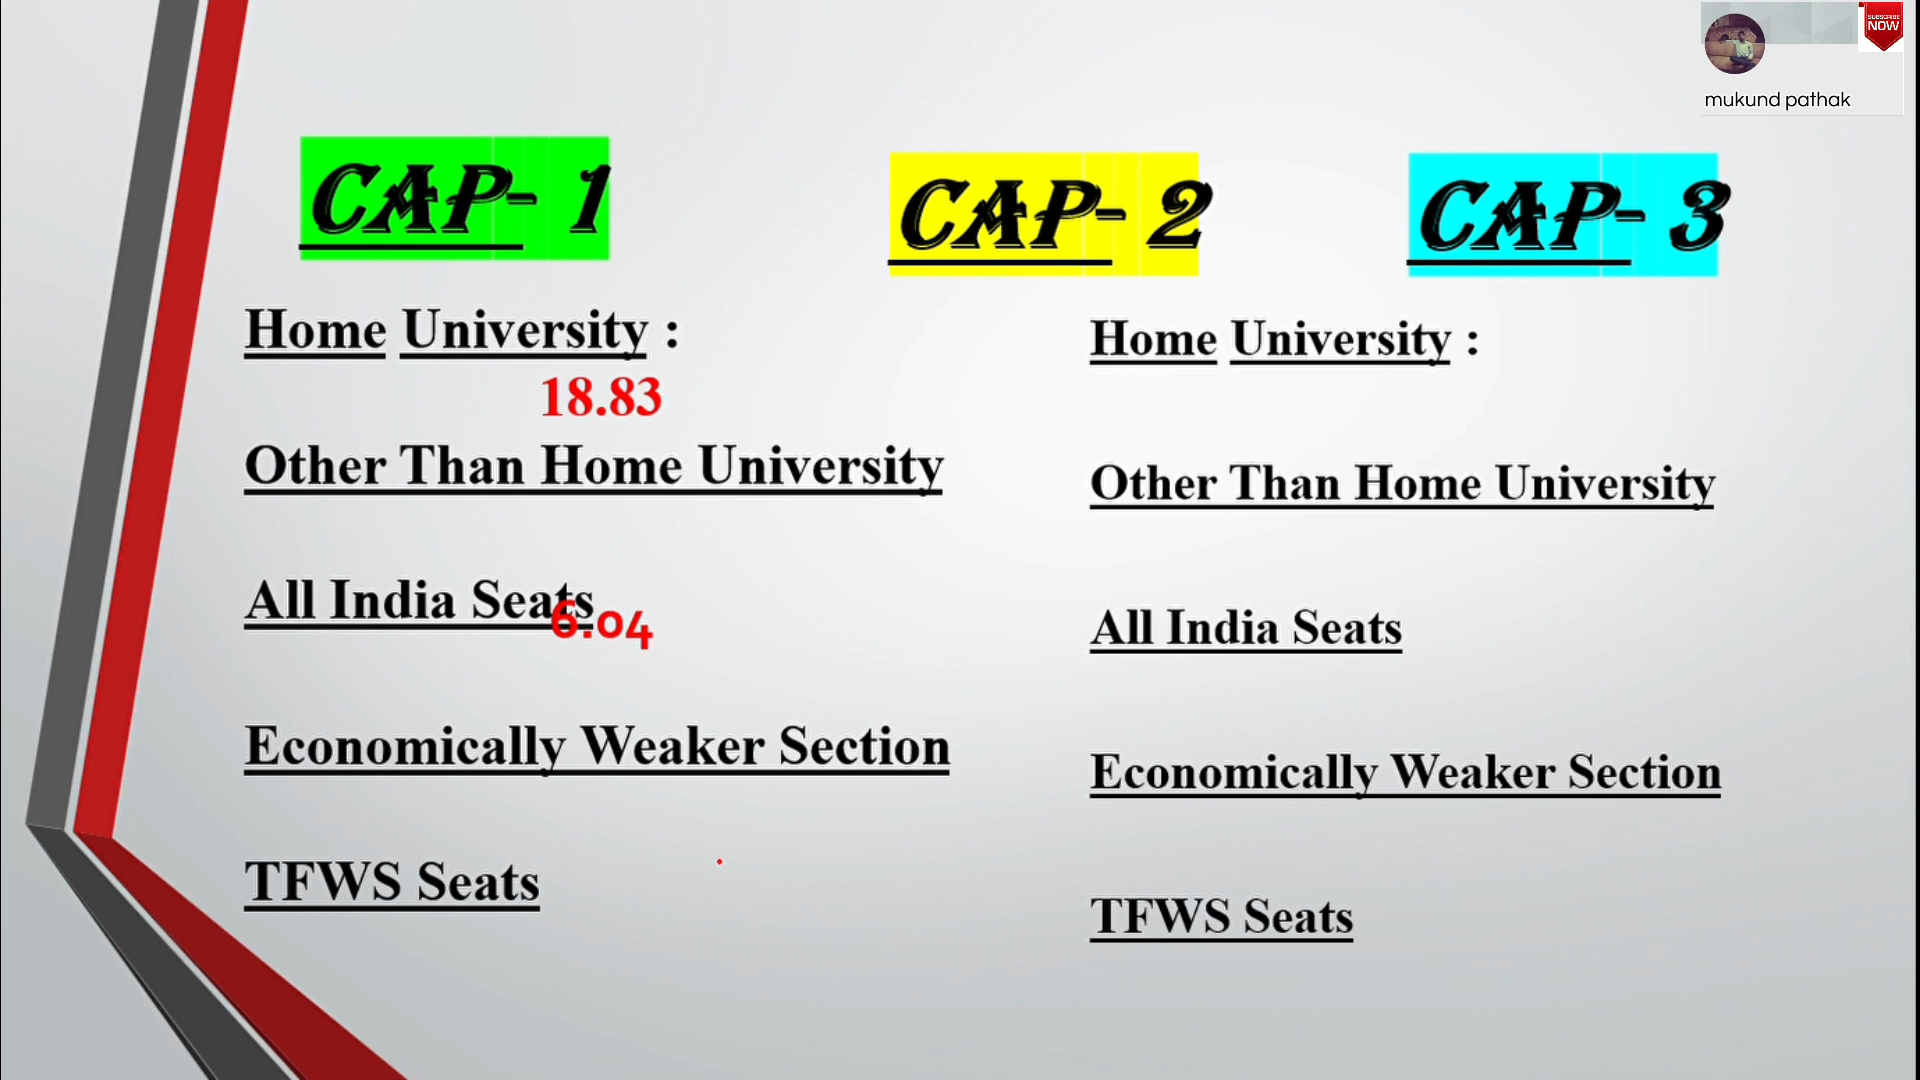 SUBSCRIBE
NOW
mukund pathak
CAP- 1
CAP- 2
CAP- 3
Home University :
18.83
Other Than Home University
All India Seats
6.04
Economically Weaker Section
TFWS Seats
Home University :
Other Than Home University
All India Seats
Economically Weaker Section
TFWS Seats